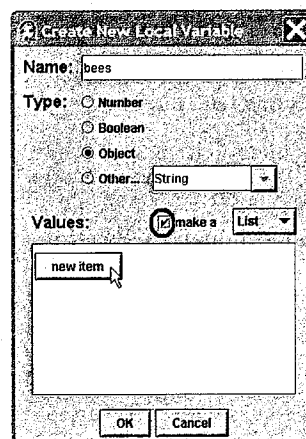 Create New Local Variable
Name: bees
Type: Number
Boolean
Object
Other... String
Values: make a List
new item
OK Cancel